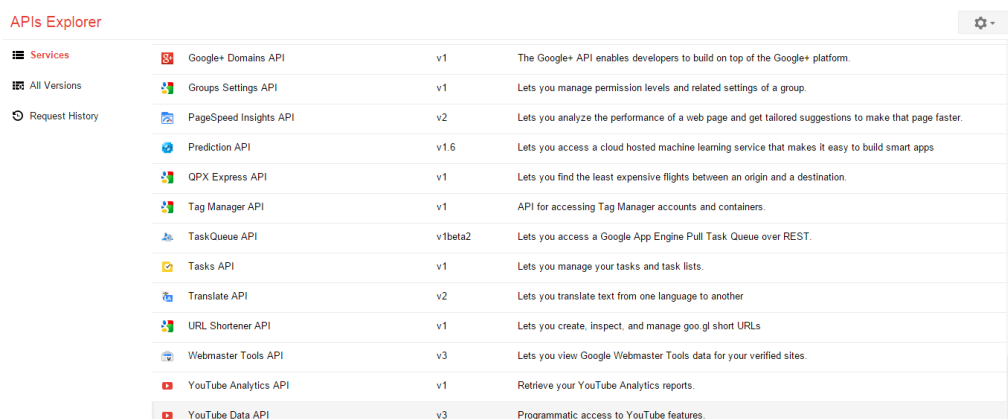 APIs Explorer
Services
All Versions
Request History
Google+ Domains API v1 The Google+ API enables developers to build on top of the Google+ platform.
Groups Settings API v1 Lets you manage permission levels and related settings of a group.
PageSpeed Insights API v2 Lets you analyze the performance of a web page and get tailored suggestions to make that page faster.
Prediction API v1.6 Lets you access a cloud hosted machine learning service that makes it easy to build smart apps
QPX Express API v1 Lets you find the least expensive flights between an origin and a destination.
Tag Manager API v1 API for accessing Tag Manager accounts and containers.
TaskQueue API v1beta2 Lets you access a Google App Engine Pull Task Queue over REST.
Tasks API v1 Lets you manage your tasks and task lists.
Translate API v2 Lets you translate text from one language to another
URL Shortener API v1 Lets you create, inspect, and manage goo.gl short URLs
Webmaster Tools API v3 Lets you view Google Webmaster Tools data for your verified sites.
YouTube Analytics API v1 Retrieve your YouTube Analytics reports.
YouTube Data API v3 Programmatic access to YouTube features.